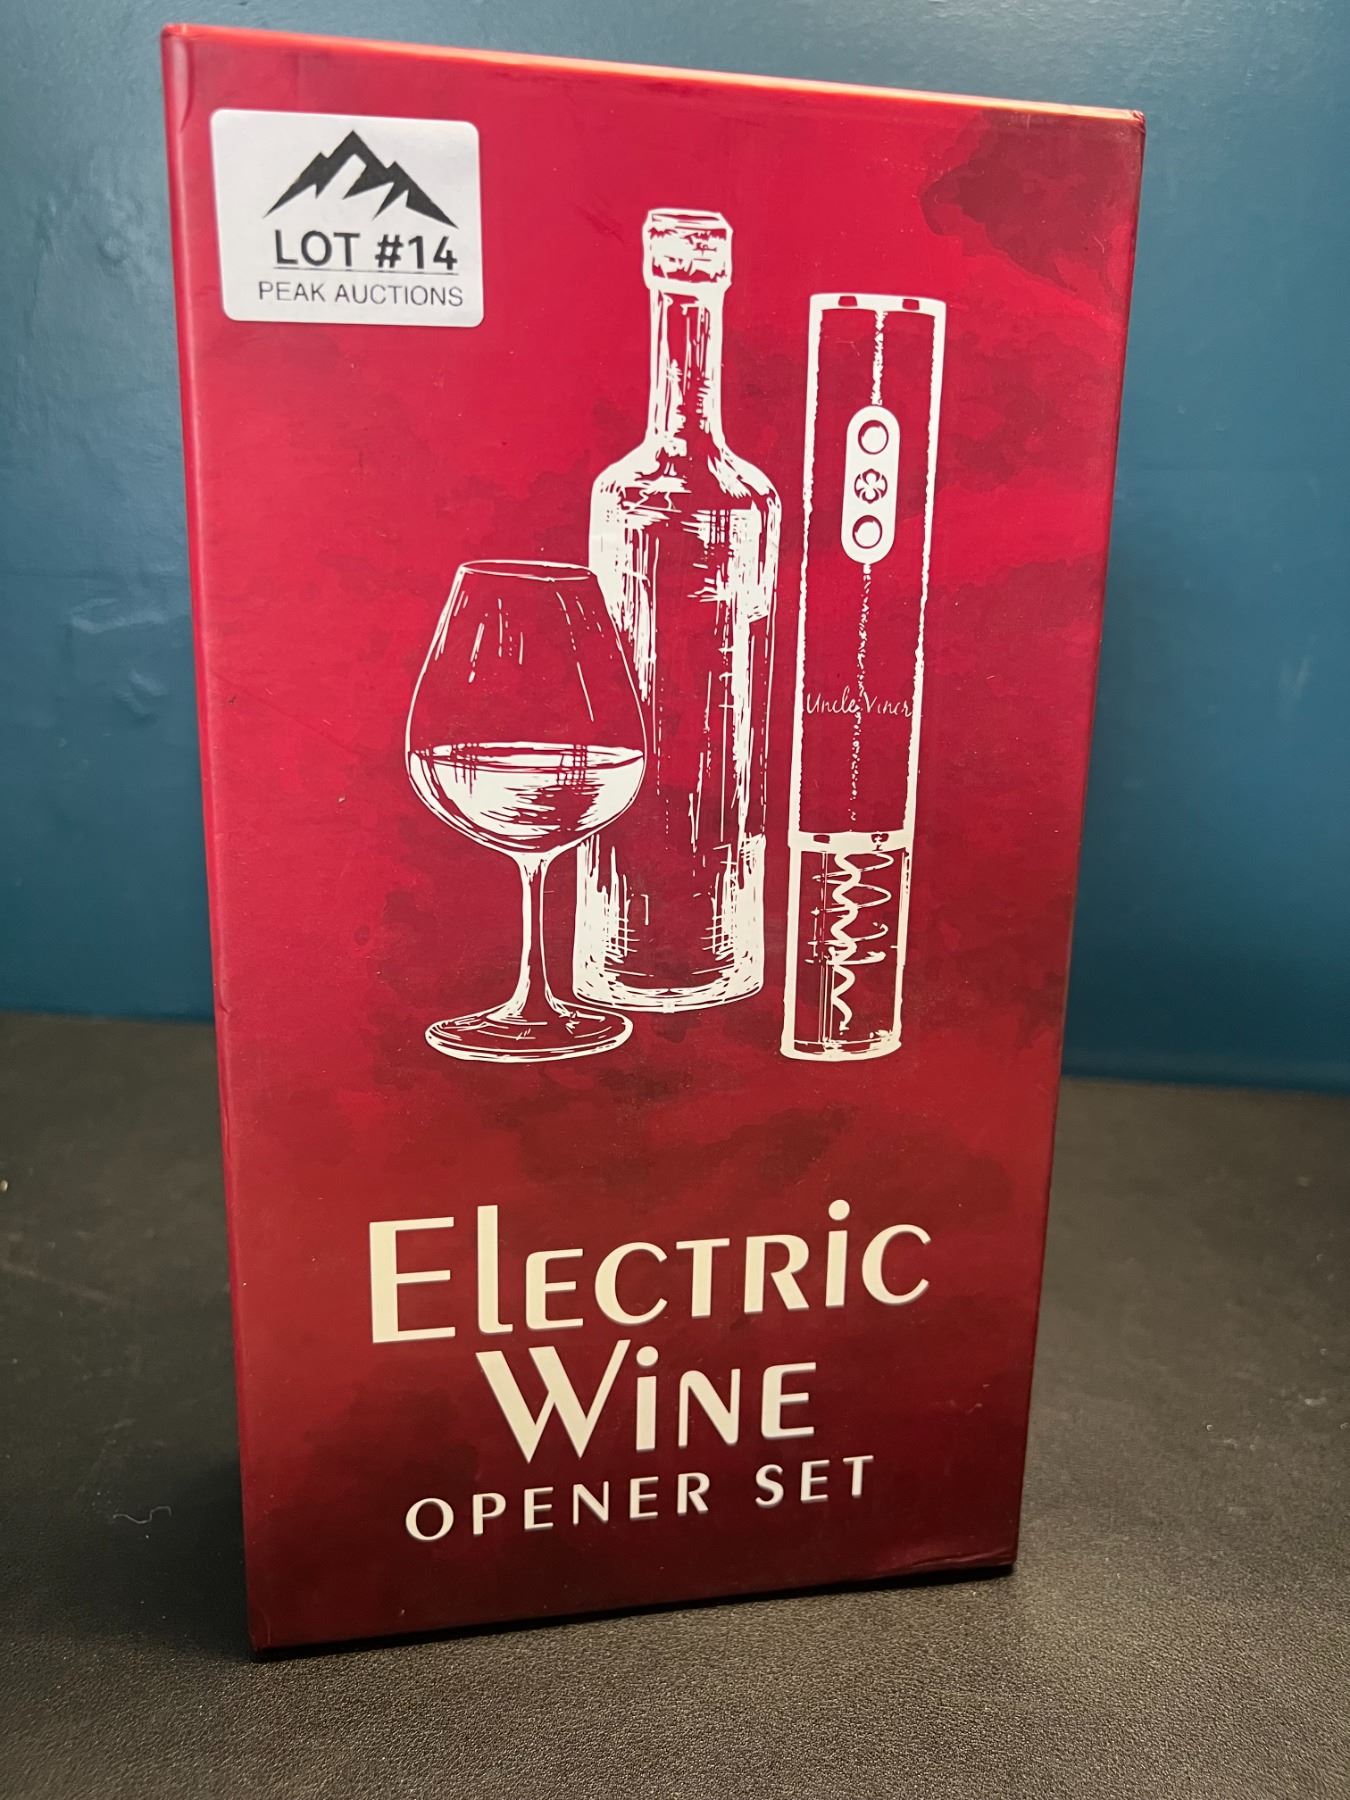 LOT #14
PEAK AUCTIONS
Uncle Viner
Electric
Wine
OPENER SET